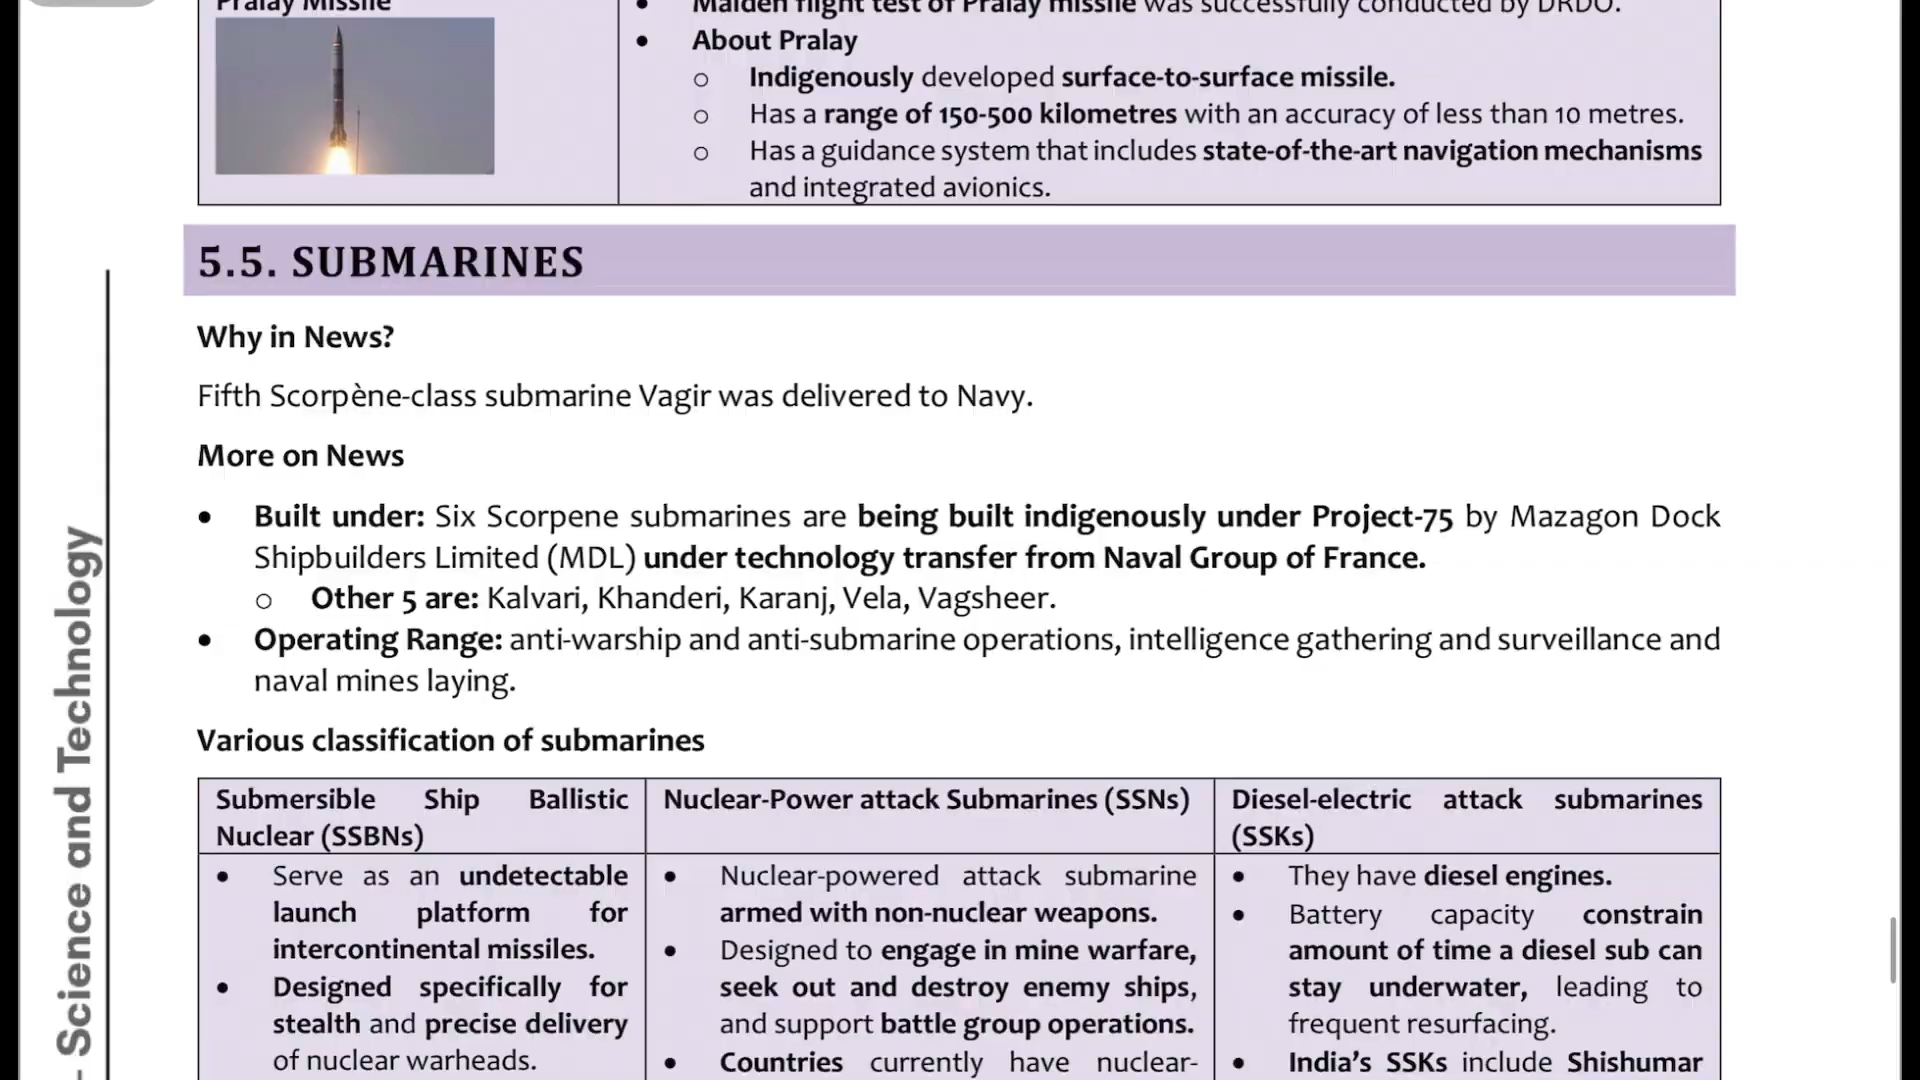 Pralay Missile
• Maiden flight test of Pralay missile was successfully conducted by DRDO.
• About Pralay
o Indigenously developed surface-to-surface missile.
o Has a range of 150-500 kilometres with an accuracy of less than 10 metres.
o Has a guidance system that includes state-of-the-art navigation mechanisms
and integrated avionics.
5.5. SUBMARINES
Why in News?
Fifth Scorpène-class submarine Vagir was delivered to Navy.
More on News
• Built under: Six Scorpene submarines are being built indigenously under Project-75 by Mazagon Dock
Shipbuilders Limited (MDL) under technology transfer from Naval Group of France.
o Other 5 are: Kalvari, Khanderi, Karanj, Vela, Vagsheer.
• Operating Range: anti-warship and anti-submarine operations, intelligence gathering and surveillance and
naval mines laying.
Various classification of submarines
Submersible Ship Ballistic
Nuclear (SSBNs)
• Serve as an undetectable
launch platform for
intercontinental missiles.
• Designed specifically for
stealth and precise delivery
of nuclear warheads.
Nuclear-Power attack Submarines (SSNs)
• Nuclear-powered attack submarine
armed with non-nuclear weapons.
• Designed to engage in mine warfare,
seek out and destroy enemy ships,
and support battle group operations.
• Countries currently have nuclear-
Diesel-electric attack submarines
(SSKs)
• They have diesel engines.
• Battery capacity constrain
amount of time a diesel sub can
stay underwater, leading to
frequent resurfacing.
• India's SSKs include Shishumar
- Science and Technology